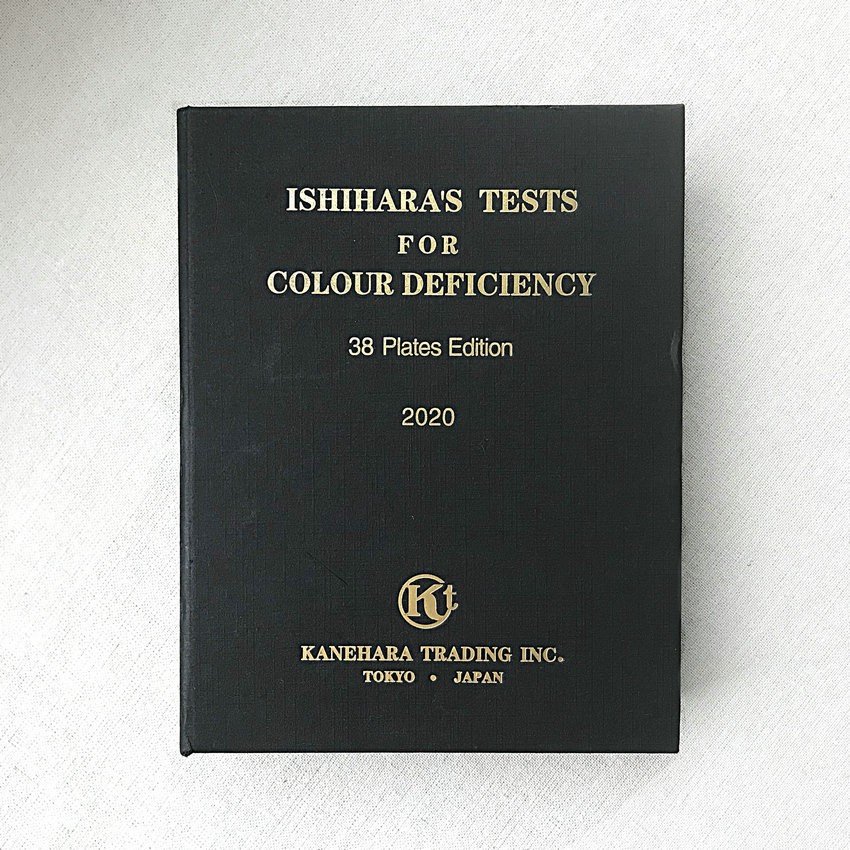 ISHIHARA'S TESTS
FOR
COLOUR DEFICIENCY
38 Plates Edition
2020
Kt
KANEHARA TRADING INC.
TOKYO • JAPAN